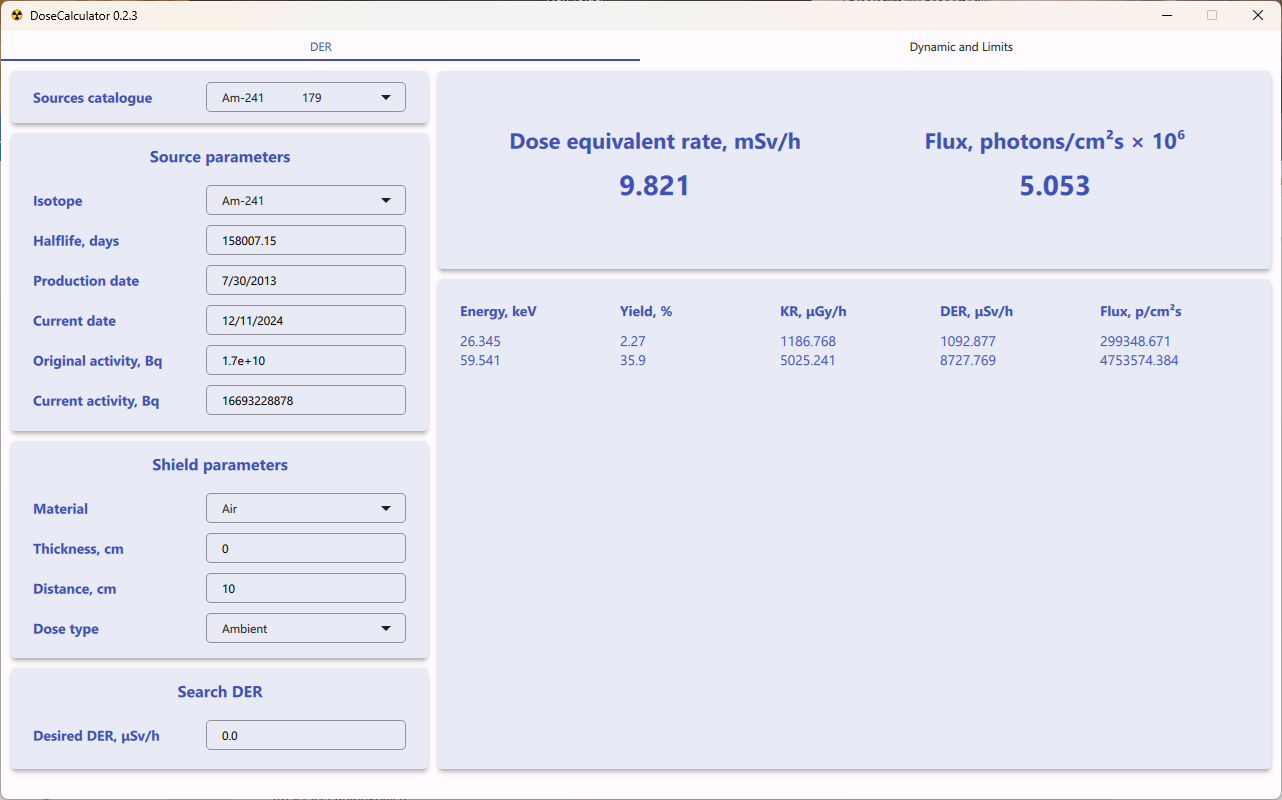 DoseCalculator 0.2.3
DER
Dynamic and Limits
Sources catalogue
Am-241 179
Source parameters
Isotope
Am-241
Halflife, days
158007.15
Production date
7/30/2013
Current date
12/11/2024
Original activity, Bq
1.7e+10
Current activity, Bq
16693228878
Shield parameters
Material
Air
Thickness, cm
0
Distance, cm
10
Dose type
Ambient
Search DER
Desired DER, μSv/h
0.0
Dose equivalent rate, mSv/h
9.821
Flux, photons/cm²s × 10⁶
5.053
Energy, keV Yield, % KR, μGy/h DER, μSv/h Flux, p/cm²s
26.345 2.27 1186.768 1092.877 299348.671
59.541 35.9 5025.241 8727.769 4753574.384